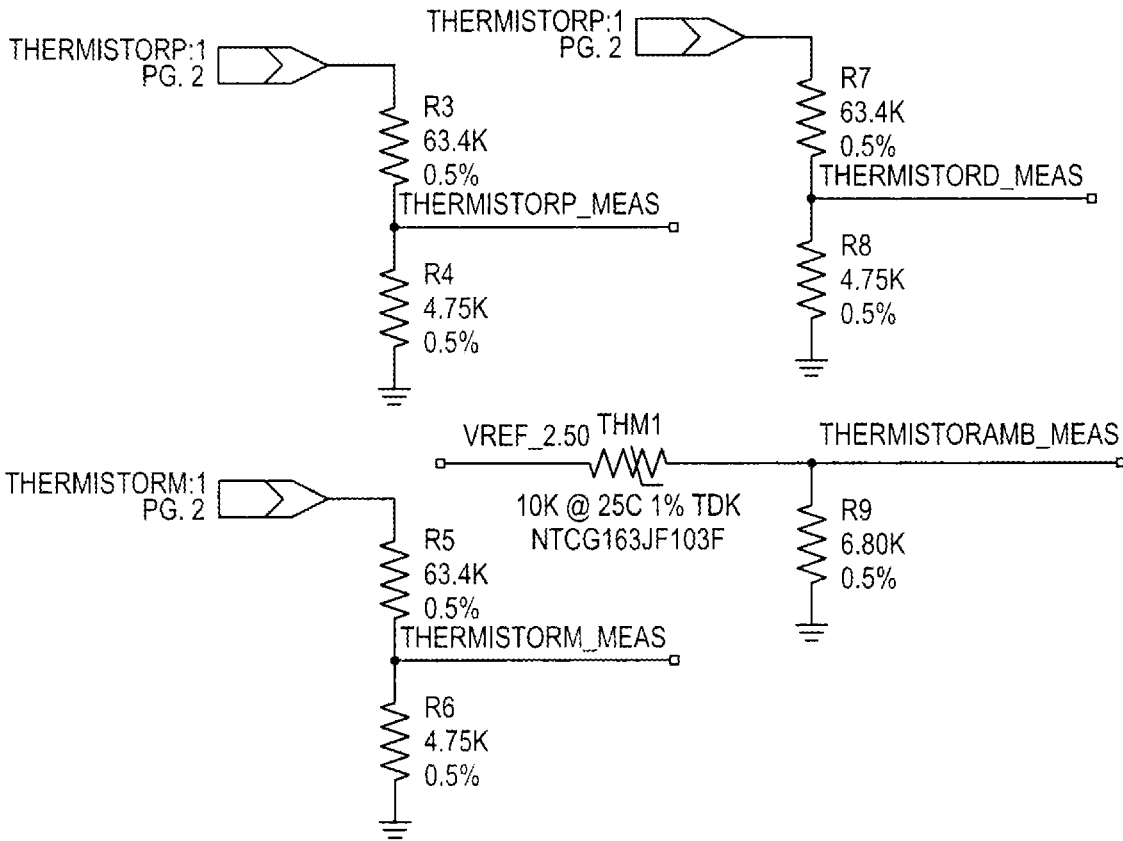 THERMISTORP:1
PG. 2
R3
63.4K
0.5%
THERMISTORP_MEAS
R4
4.75K
0.5%
THERMISTORP:1
PG. 2
R7
63.4K
0.5%
THERMISTORD_MEAS
R8
4.75K
0.5%
VREF_2.50
THM1
10K @ 25C 1% TDK
NTCG163JF103F
THERMISTORAMB_MEAS
R9
6.80K
0.5%
THERMISTORM:1
PG. 2
R5
63.4K
0.5%
THERMISTORM_MEAS
R6
4.75K
0.5%